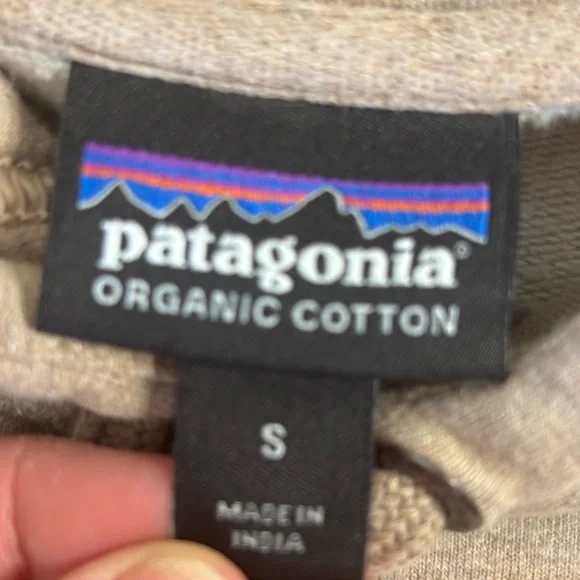 patagonia®
ORGANIC COTTON
S
MADE IN
INDIA